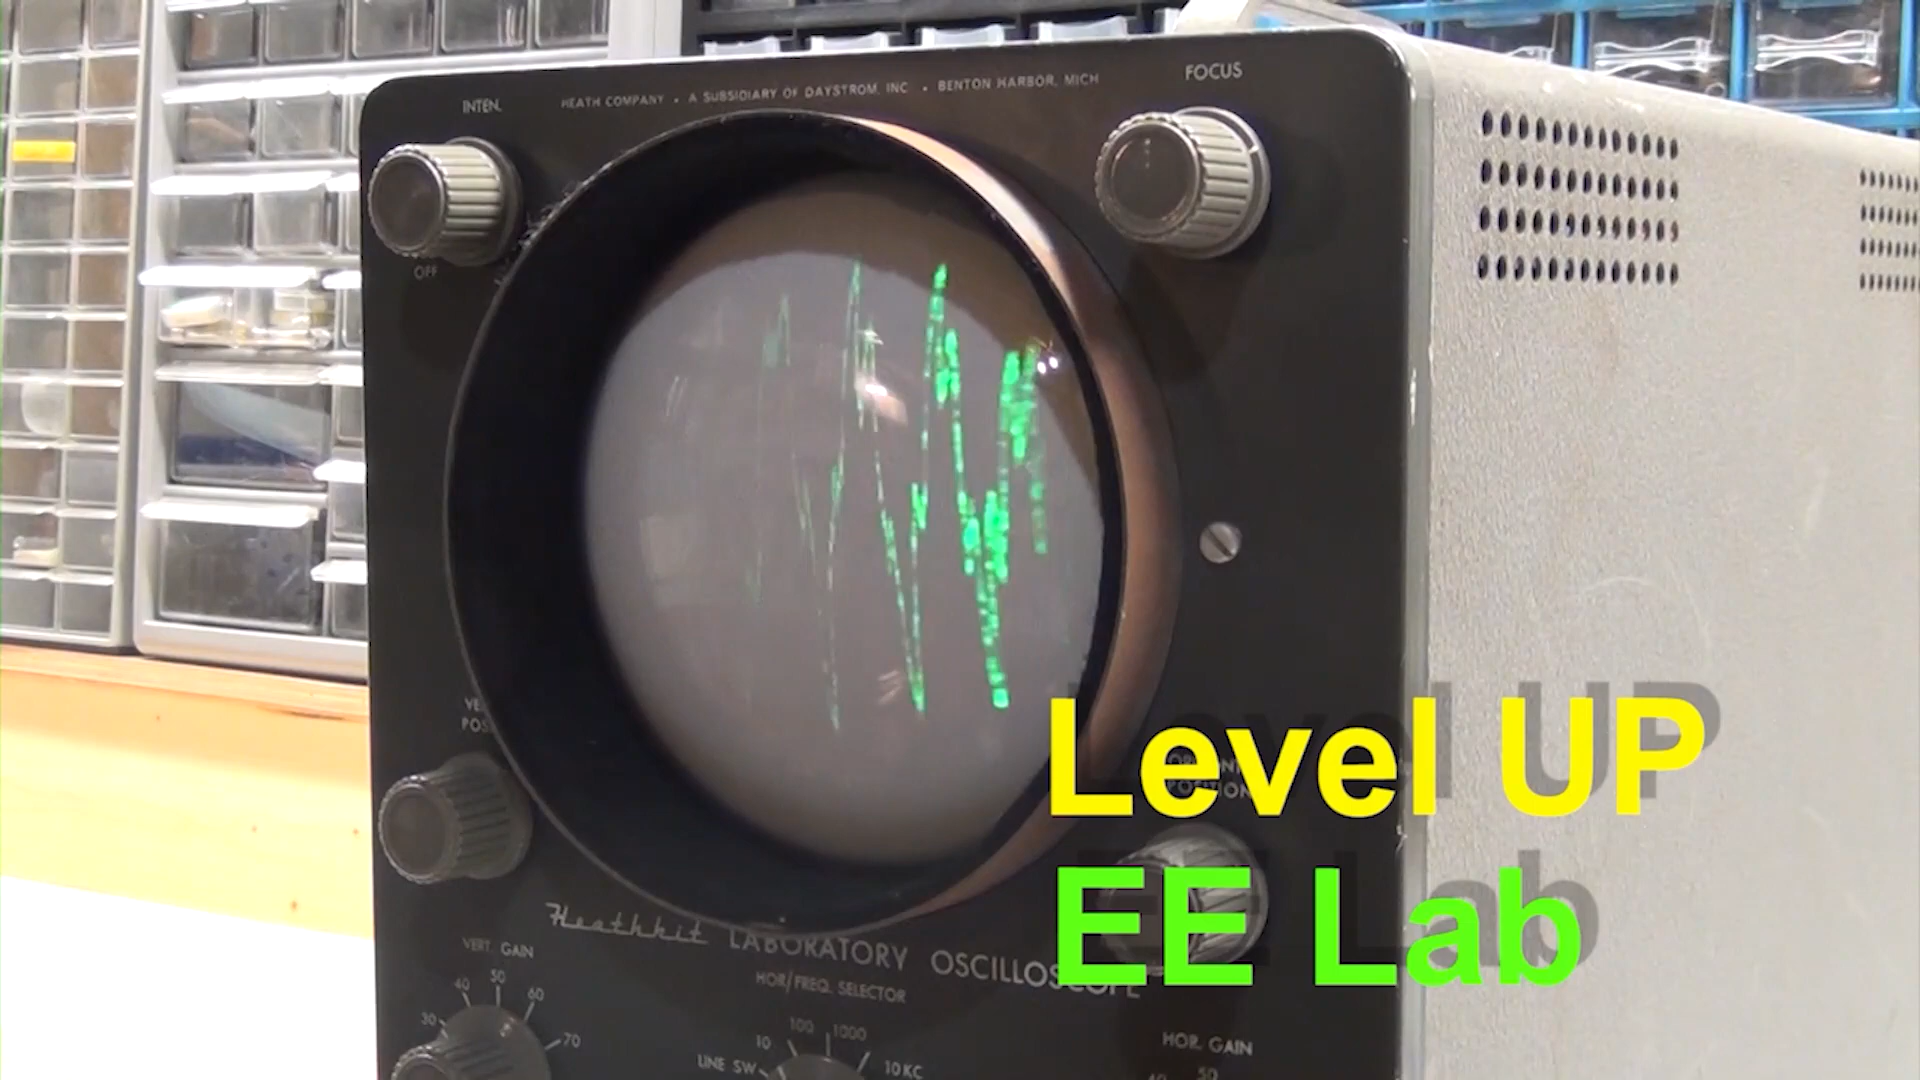 INTEN.
HEATH COMPANY . A SUBSIDIARY OF DAYSTROM, INC . BENTON HARBOR, MICH
FOCUS
OFF
Level UP
EE Lab
Heathkit LABORATORY OSCILLOSCOPE
VERT. GAIN
30 40 50 60 70
HOR/FREQ. SELECTOR
LINE SW 10 100 1000 10KC
HOR. GAIN
40 50